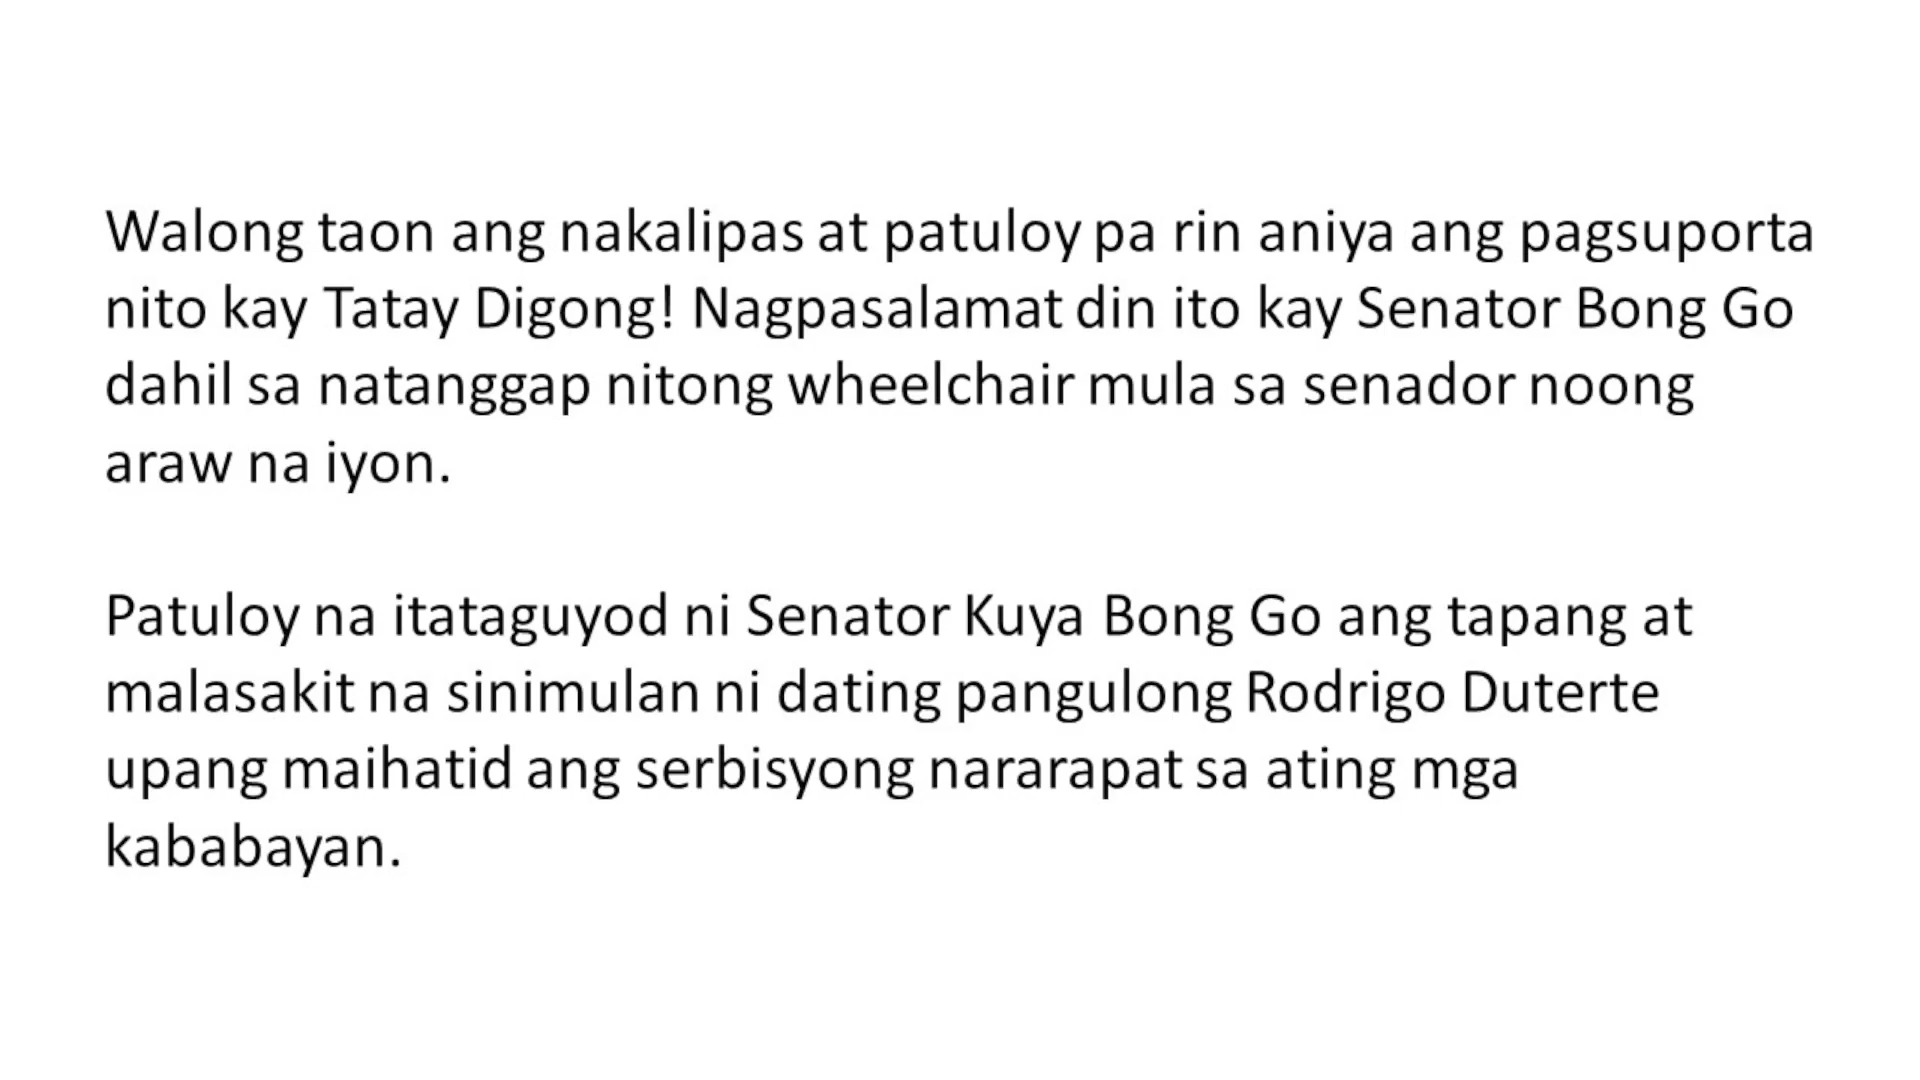 Walong taon ang nakalipas at patuloy pa rin aniya ang pagsuporta
nito kay Tatay Digong! Nagpasalamat din ito kay Senator Bong Go
dahil sa natanggap nitong wheelchair mula sa senador noong
araw na iyon.
Patuloy na itataguyod ni Senator Kuya Bong Go ang tapang at
malasakit na sinimulan ni dating pangulong Rodrigo Duterte
upang maihatid ang serbisyong nararapat sa ating mga
kababayan.